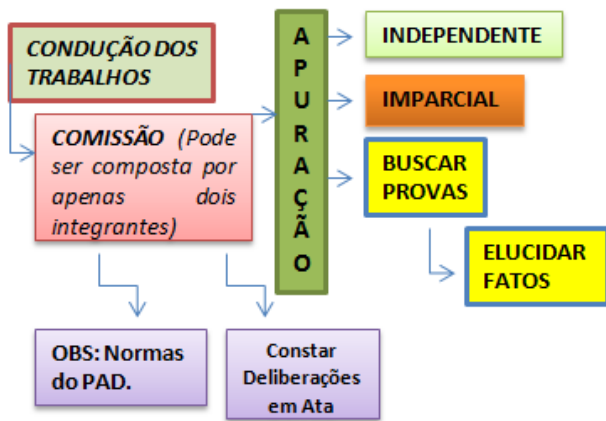 CONDUÇÃO DOS
TRABALHOS
COMISSÃO (Pode
ser composta por
apenas dois
integrantes)
A
P
U
R
A
Ç
Ã
O
INDEPENDENTE
IMPARCIAL
BUSCAR
PROVAS
ELUCIDAR
FATOS
OBS: Normas
do PAD.
Constar
Deliberações
em Ata